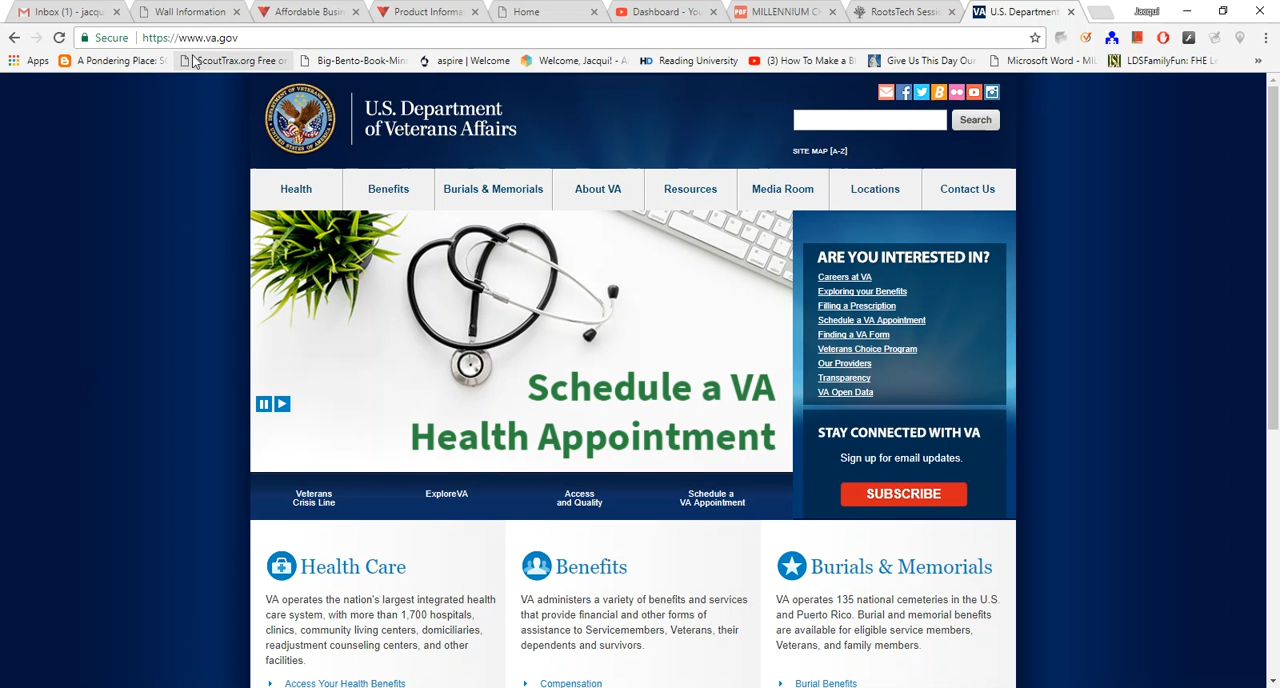 Inbox (1) - jacqu
Wall Information
Affordable Busin
Product Informa
Home
Dashboard - You
MILLENNIUM C
RootsTech Sessi
U.S. Department
Jacqui
Secure
https://www.va.gov
Apps
A Pondering Place: S
ScoutTrax.org Free or
Big-Bento-Book-Min
aspire | Welcome
Welcome, Jacqui! - A
HD Reading University
(3) How To Make a B
Give Us This Day Our
Microsoft Word - MIL
LDSFamilyFun: FHE Le
U.S. Department
of Veterans Affairs
Search
SITE MAP [A-Z]
Health
Benefits
Burials & Memorials
About VA
Resources
Media Room
Locations
Contact Us
Schedule a VA
Health Appointment
ARE YOU INTERESTED IN?
Careers at VA
Exploring your Benefits
Filling a Prescription
Schedule a VA Appointment
Finding a VA Form
Veterans Choice Program
Our Providers
Transparency
VA Open Data
STAY CONNECTED WITH VA
Sign up for email updates.
SUBSCRIBE
Veterans
Crisis Line
ExploreVA
Access
and Quality
Schedule a
VA Appointment
Health Care
VA operates the nation's largest integrated health
care system, with more than 1,700 hospitals,
clinics, community living centers, domiciliaries,
readjustment counseling centers, and other
facilities.
Access Your Health Benefits
Benefits
VA administers a variety of benefits and services
that provide financial and other forms of
assistance to Servicemembers, Veterans, their
dependents and survivors.
Compensation
Burials & Memorials
VA operates 135 national cemeteries in the U.S.
and Puerto Rico. Burial and memorial benefits
are available for eligible service members,
Veterans, and family members.
Burial Benefits